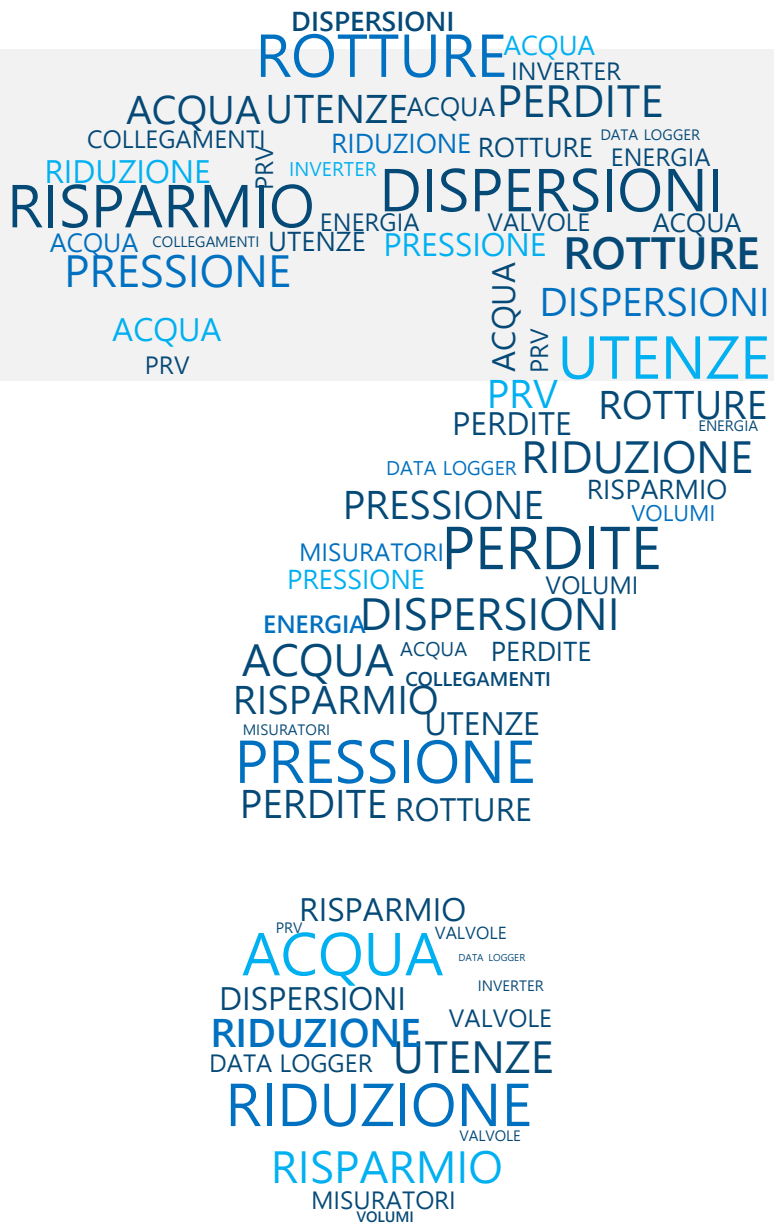 DISPERSIONI
ROTTURE ACQUA
INVERTER
ACQUA UTENZE ACQUA PERDITE
COLLEGAMENTI PRV RIDUZIONE ROTTURE DATA LOGGER
RIDUZIONE INVERTER ENERGIA
RISPARMIO DISPERSIONI
ENERGIA VALVOLE ACQUA
ACQUA COLLEGAMENTI UTENZE PRESSIONE ROTTURE
PRESSIONE
ACQUA DISPERSIONI
ACQUA PRV
PRV UTENZE
PRV ROTTURE
PERDITE ENERGIA
DATA LOGGER RIDUZIONE
PRESSIONE RISPARMIO
VOLUMI
MISURATORI PERDITE
PRESSIONE VOLUMI
ENERGIA DISPERSIONI
ACQUA ACQUA PERDITE
COLLEGAMENTI
RISPARMIO
MISURATORI UTENZE
PRESSIONE
PERDITE ROTTURE
RISPARMIO
PRV VALVOLE
ACQUA DATA LOGGER
INVERTER
DISPERSIONI
VALVOLE
RIDUZIONE
DATA LOGGER UTENZE
RIDUZIONE
VALVOLE
RISPARMIO
MISURATORI
VOLUMI